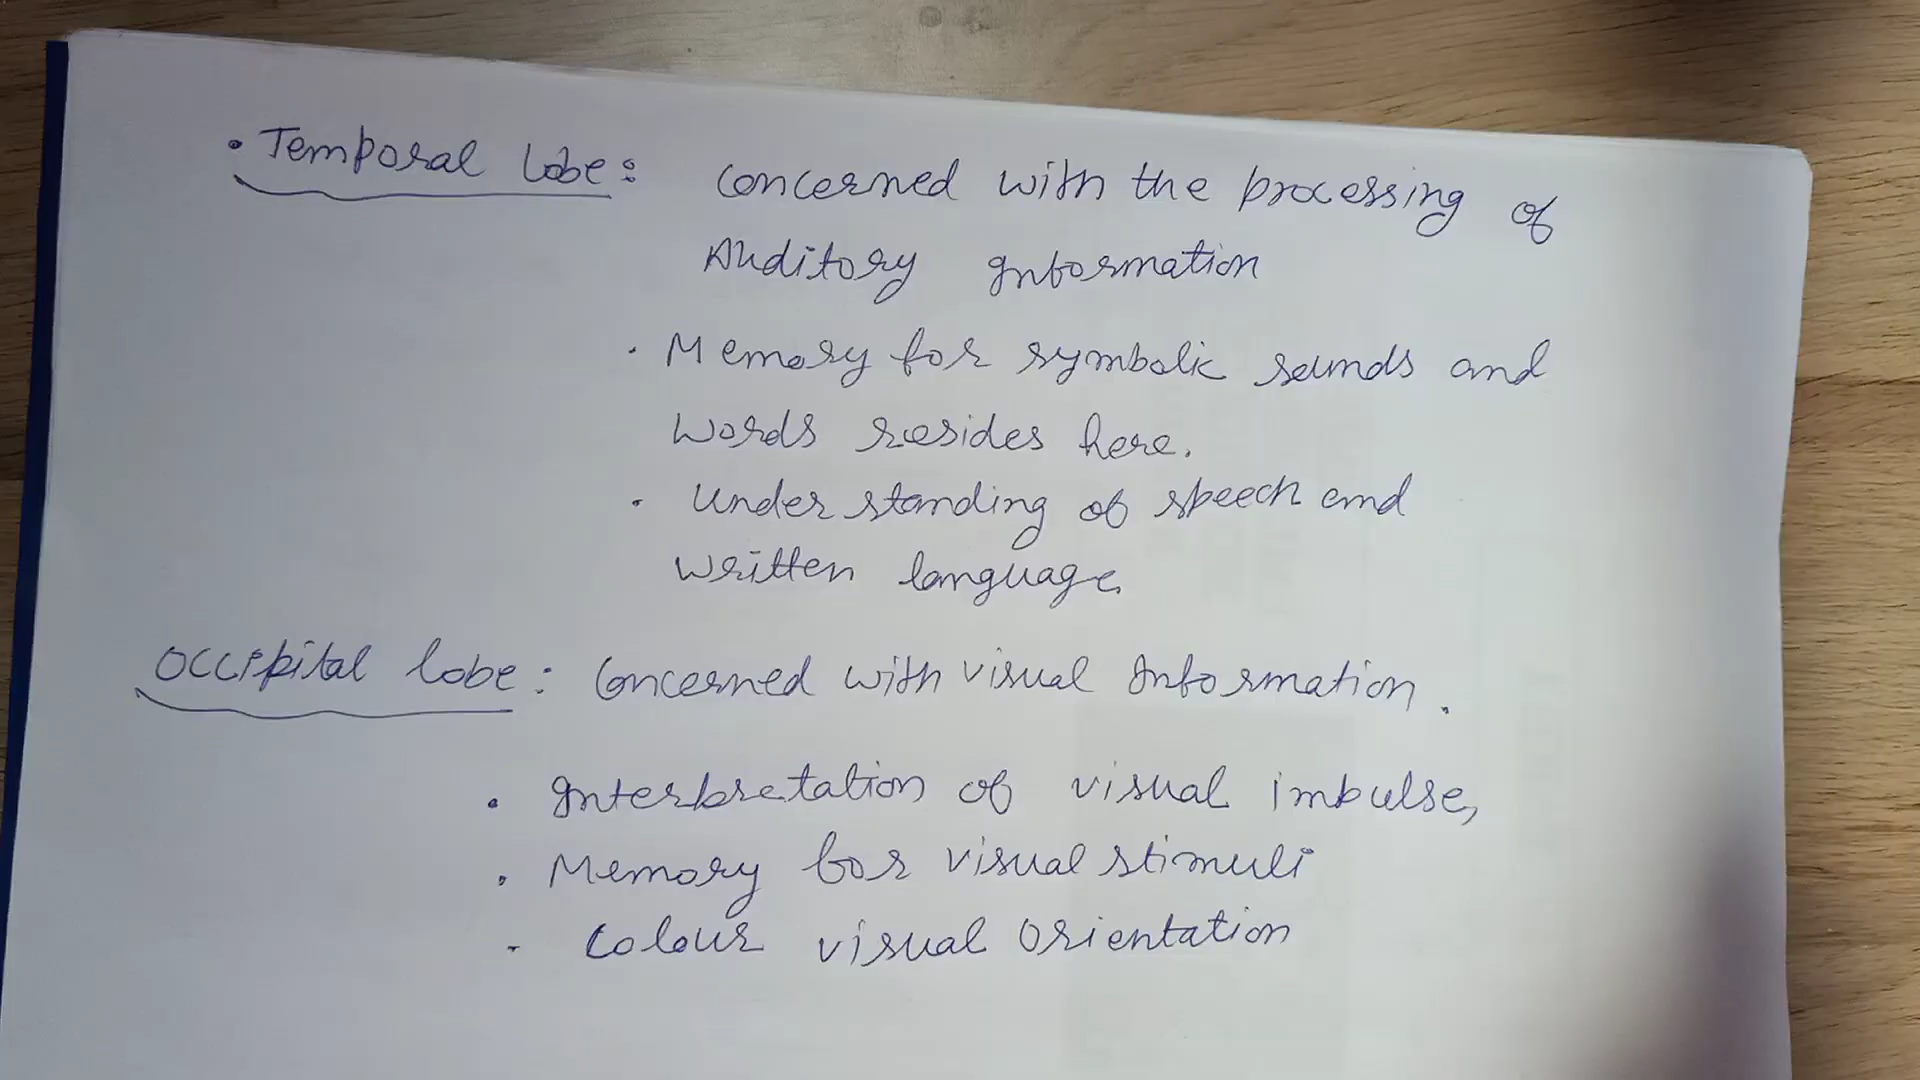 • Temporal Lobe: Concerned with the processing of
Auditory Information
• Memory for symbolic sounds and
words resides here.
• Understanding of speech and
written language.
Occipital lobe: Concerned with visual Information.
• Interpretation of visual impulse,
• Memory for visual stimuli
- Colour visual Orientation